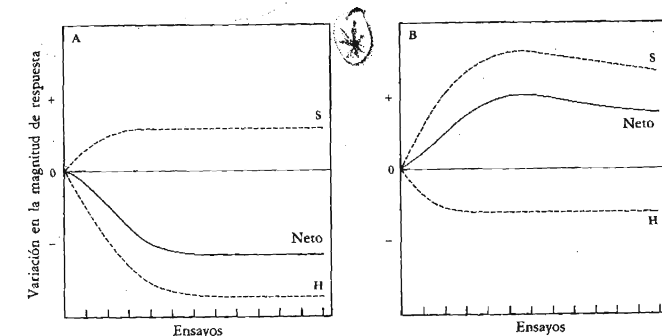 Variación en la magnitud de respuesta
A
+
0
−
S
Neto
H
Ensayos
B
+
0
−
S
Neto
H
Ensayos